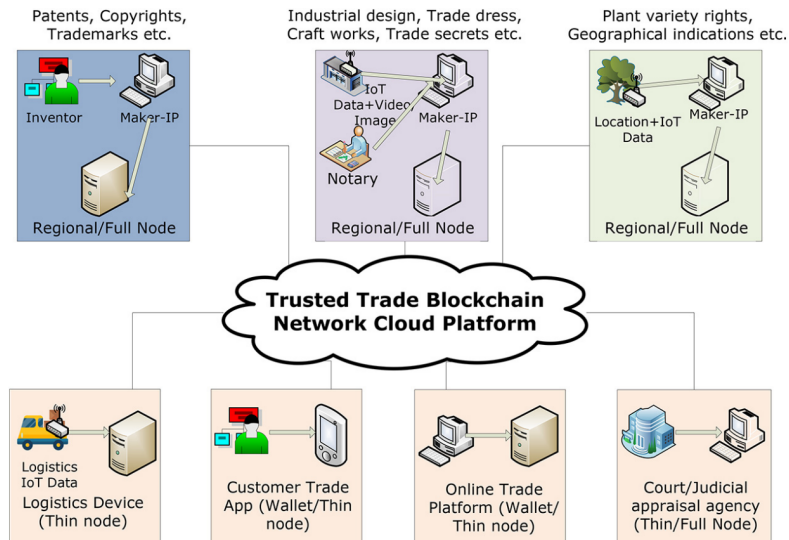 Patents, Copyrights,
Trademarks etc.
Inventor
Maker-IP
Regional/Full Node
Industrial design, Trade dress,
Craft works, Trade secrets etc.
IoT
Data+Video
Image
Maker-IP
Notary
Regional/Full Node
Plant variety rights,
Geographical indications etc.
Location+IoT
Data
Maker-IP
Regional/Full Node
Trusted Trade Blockchain
Network Cloud Platform
Logistics
IoT Data
Logistics Device
(Thin node)
Customer Trade
App (Wallet/Thin
node)
Online Trade
Platform (Wallet/
Thin node)
Court/Judicial
appraisal agency
(Thin/Full Node)